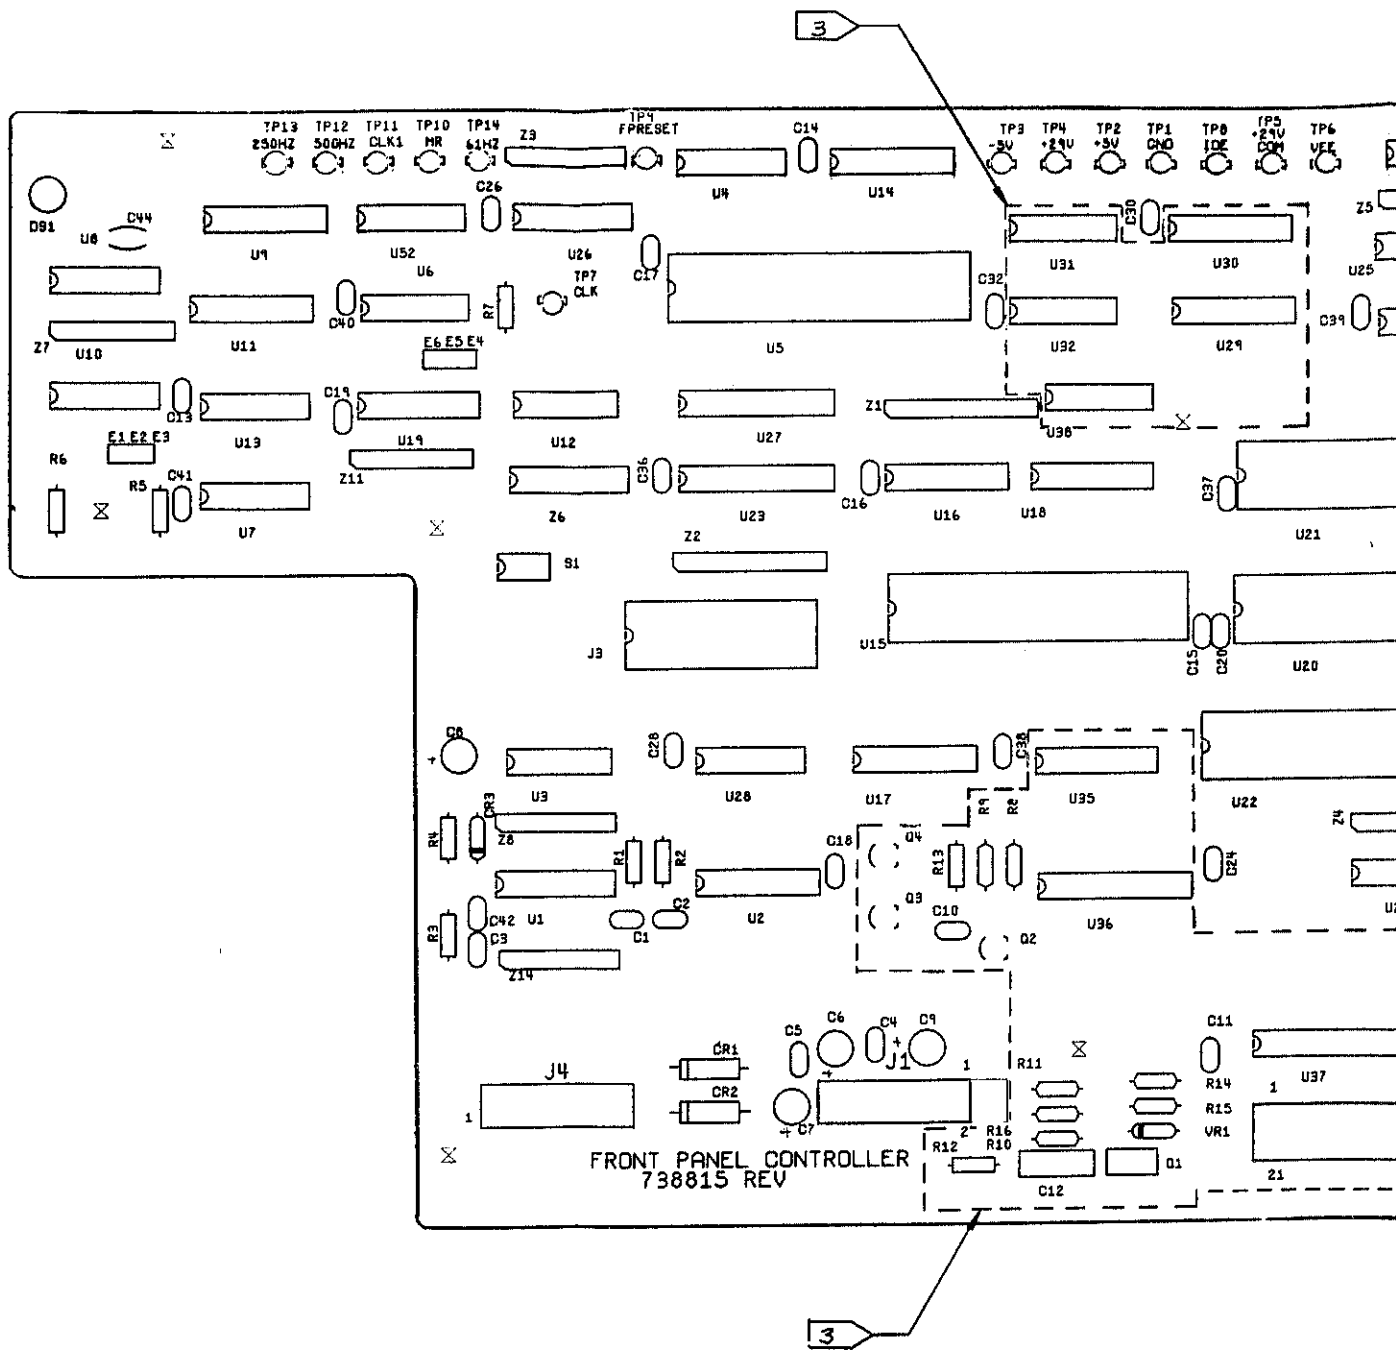 3
TP13 TP12 TP11 TP10 TP14 Z3 TP9 C14 TP3 TP4 TP2 TP1 TP8 TP5 TP6
250HZ 500HZ CLK1 MR 61HZ FPRESET -5V +29V +5V GND IDE +29V COM VEE
C26 U4 U14 Z5
DS1 C44 U8 U9 U52 U26 C30
U6 C17 TP7 CLK U31 U30 U25
C40 R7 C32 C39
Z7 U10 U11 E6 E5 E4 U5 U32 U29
C13 C19 Z1
E1 E2 E3 U13 U19 U12 U27 U38
R6 R5 C41 Z11 C36 C16 C37
U7 Z6 U23 U16 U18 U21
S1 Z2
J3 U15 C15 C20 U20
C8 + C28 C38
U3 U28 U17 R9 R8 U35 U22
R4 CR3 Z8 R1 R2 C18 Q4 R13 Z4 C24
R3 C42 U1 C1 C2 U2 Q3 C10 U36
C3 Q2
Z14
C5 C6 C4 + C9 C11
J4 CR1 + J1 1 R11 R14 U37
1 CR2 C7 + R15 1
2 R16 VR1
R12 R10 Q1
FRONT PANEL CONTROLLER C12 21
738815 REV
3